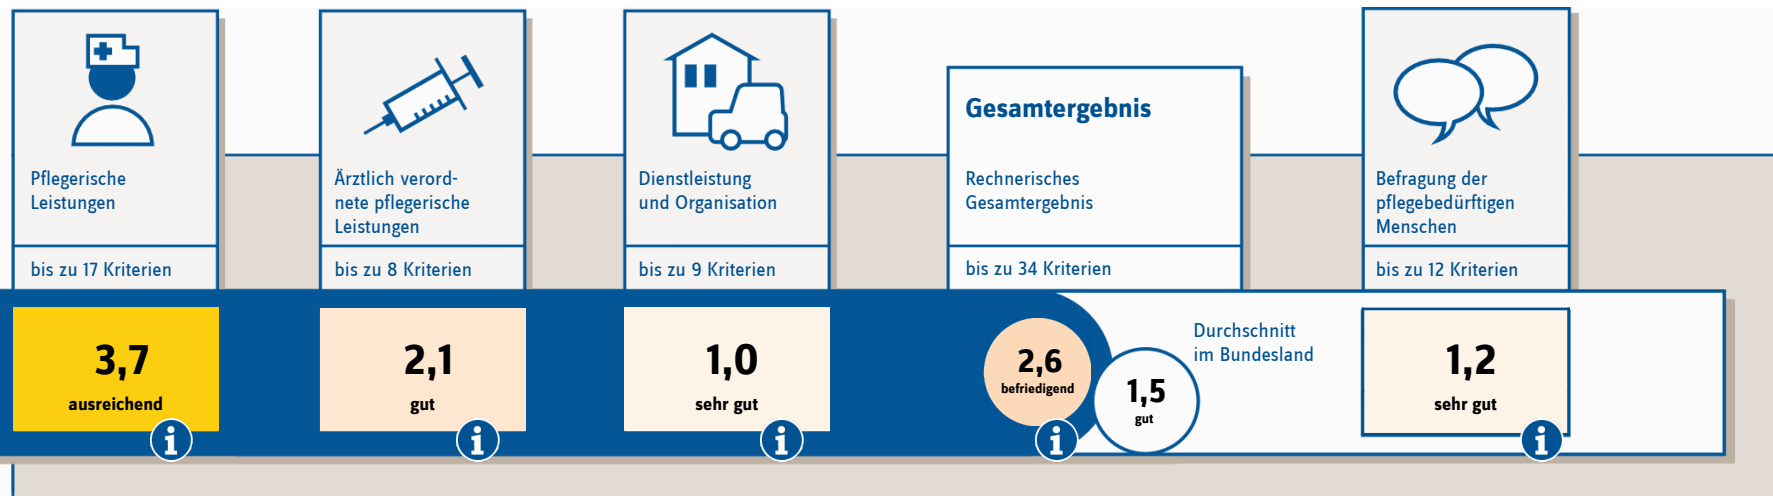 Pflegerische
Leistungen
bis zu 17 Kriterien
3,7
ausreichend
Ärztlich verord-
nete pflegerische
Leistungen
bis zu 8 Kriterien
2,1
gut
Dienstleistung
und Organisation
bis zu 9 Kriterien
1,0
sehr gut
Gesamtergebnis
Rechnerisches
Gesamtergebnis
bis zu 34 Kriterien
2,6
befriedigend
1,5
gut
Durchschnitt
im Bundesland
Befragung der
pflegebedürftigen
Menschen
bis zu 12 Kriterien
1,2
sehr gut